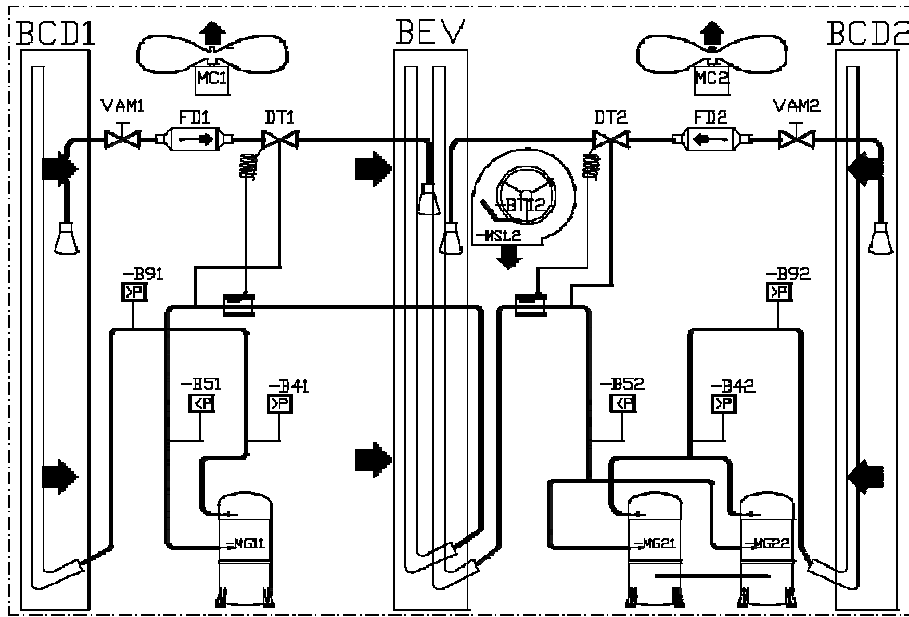 BCD1 BEV BCD2
MC1 MC2
VAM1 FD1 DT1 DT2 FD2 VAM2
-BT12
-MSL2
-B91 -B92
>P >P
-B51 -B41 -B52 -B42
<P >P <P >P
-MG11 -MG21 -MG22